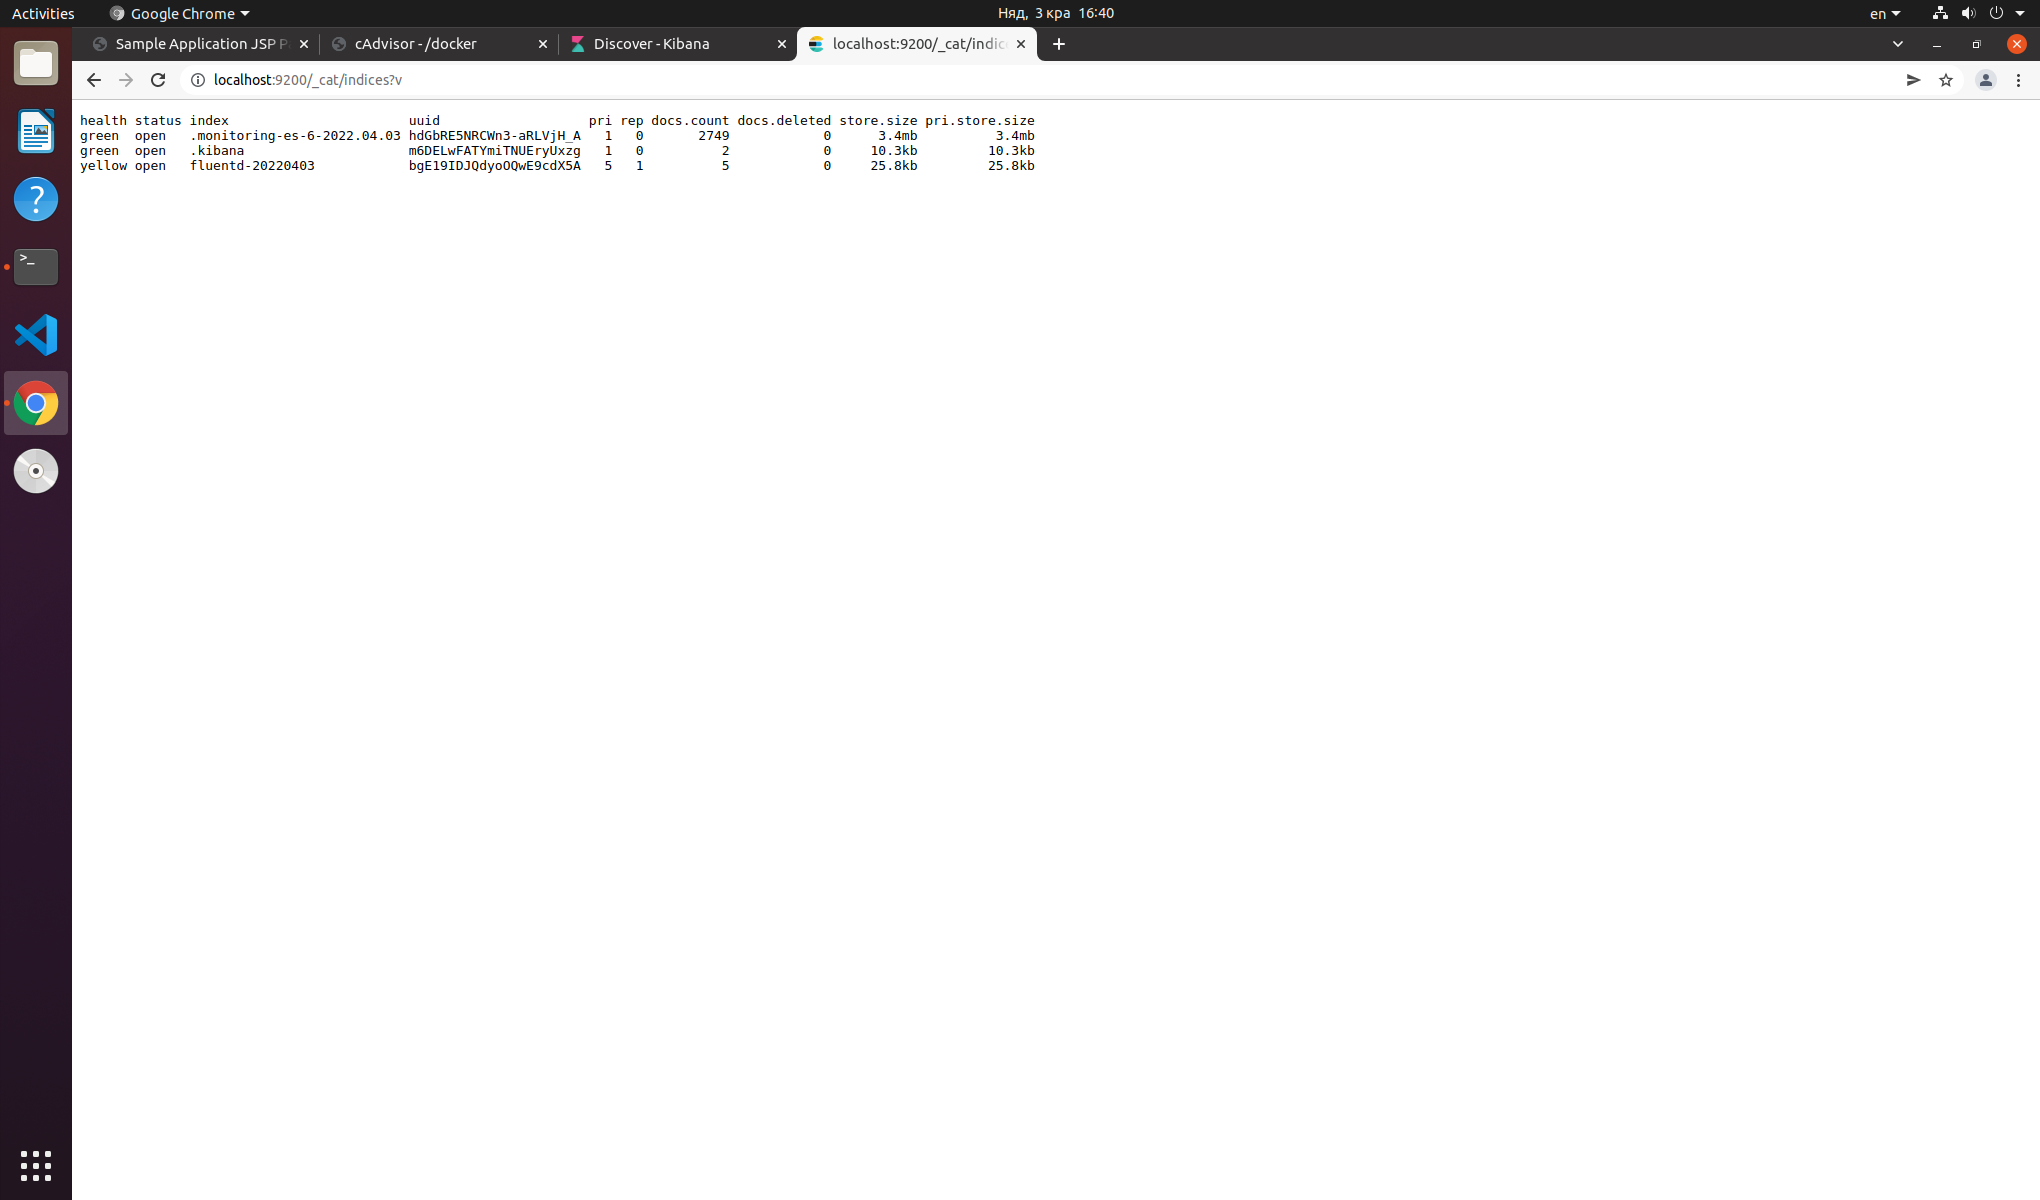 Activities Google Chrome Няд, 3 кра 16:40 en
Sample Application JSP P cAdvisor - /docker Discover - Kibana localhost:9200/_cat/indic
localhost:9200/_cat/indices?v
health status index uuid pri rep docs.count docs.deleted store.size pri.store.size
green open .monitoring-es-6-2022.04.03 hdGbRE5NRCWn3-aRLVjH_A 1 0 2749 0 3.4mb 3.4mb
green open .kibana m6DELwFATYmiTNUEryUxzg 1 0 2 0 10.3kb 10.3kb
yellow open fluentd-20220403 bgE19IDJQdyoOQwE9cdX5A 5 1 5 0 25.8kb 25.8kb